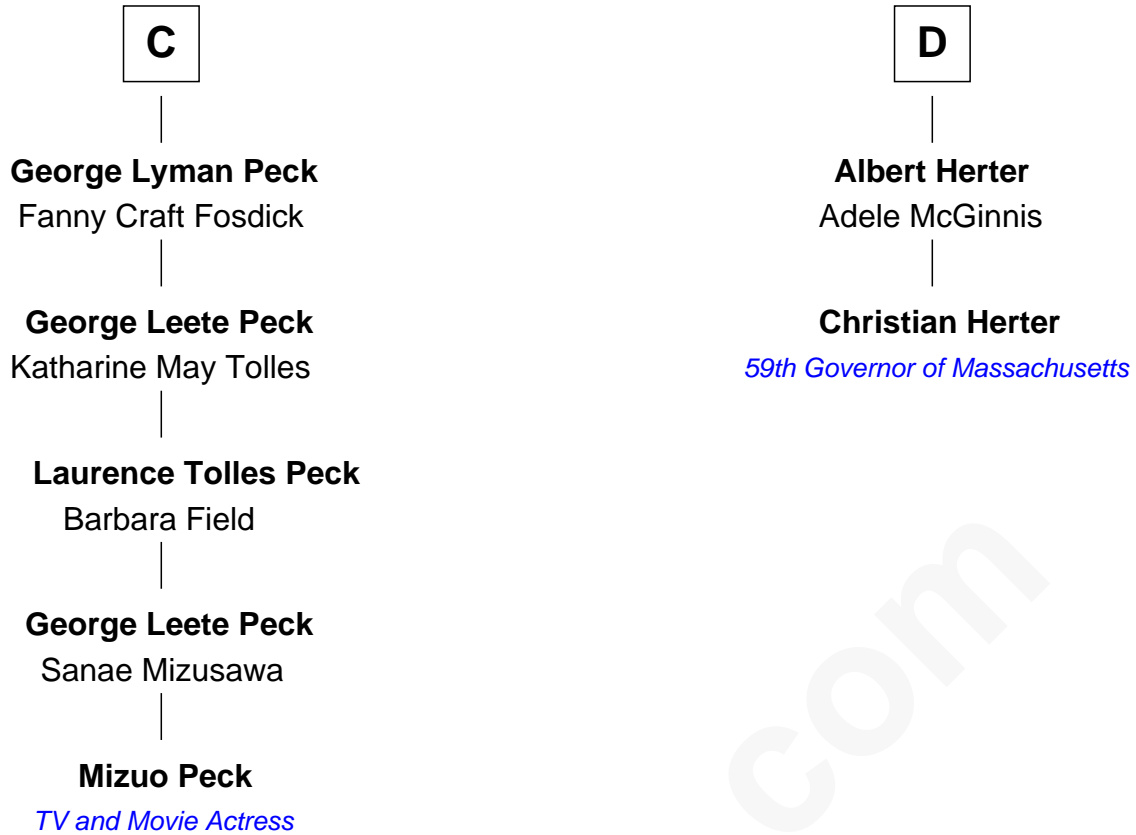 C
George Lyman Peck
Fanny Craft Fosdick
George Leete Peck
Katharine May Tolles
Laurence Tolles Peck
Barbara Field
George Leete Peck
Sanae Mizusawa
Mizuo Peck
TV and Movie Actress
D
Albert Herter
Adele McGinnis
Christian Herter
59th Governor of Massachusetts
com